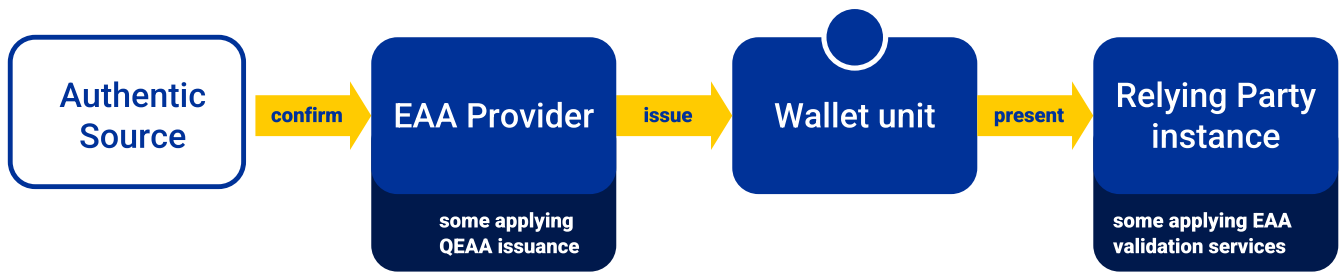 Authentic
Source
confirm
EAA Provider
some applying
QEAA issuance
issue
Wallet unit
present
Relying Party
instance
some applying EAA
validation services